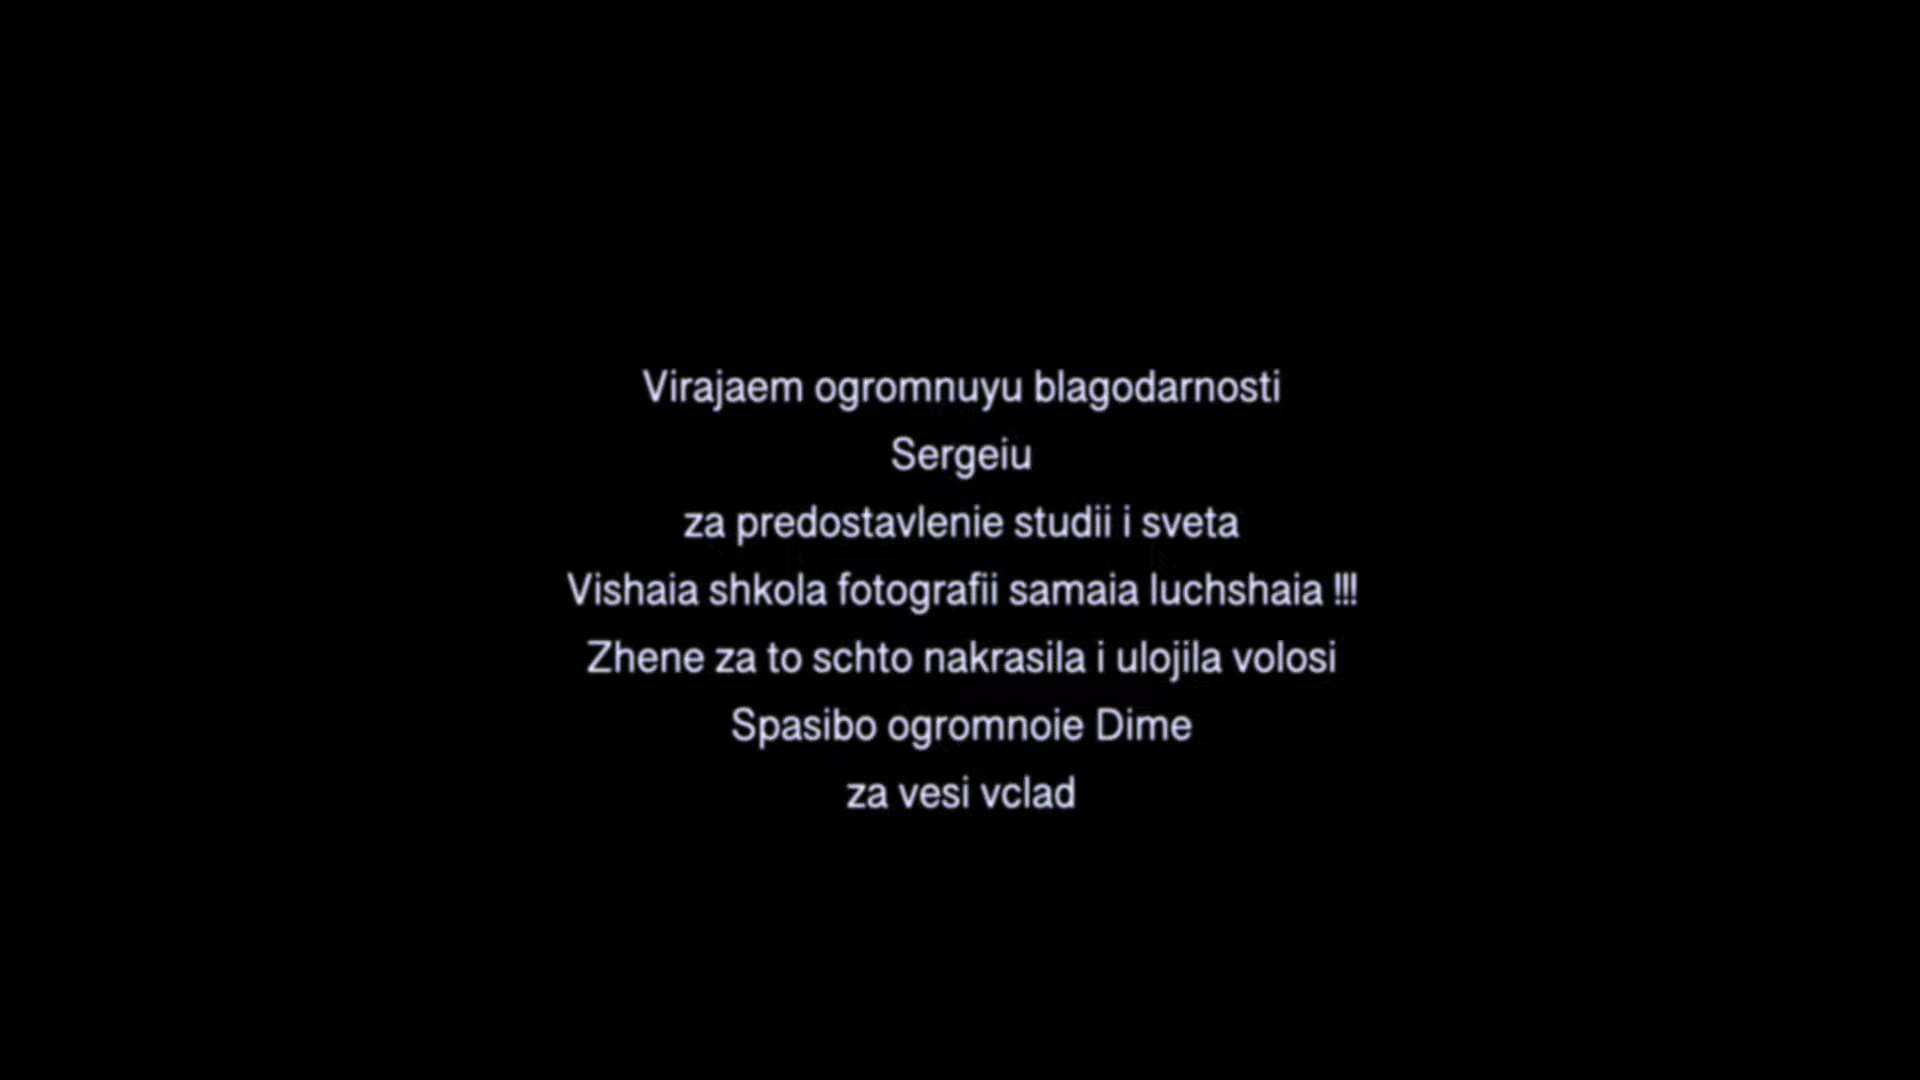 Virajaem ogromnuyu blagodarnosti
Sergeiu
za predostavlenie studii i sveta
Vishaia shkola fotografii samaia luchshaia !!!
Zhene za to schto nakrasila i ulojila volosi
Spasibo ogromnoie Dime
za vesi vclad